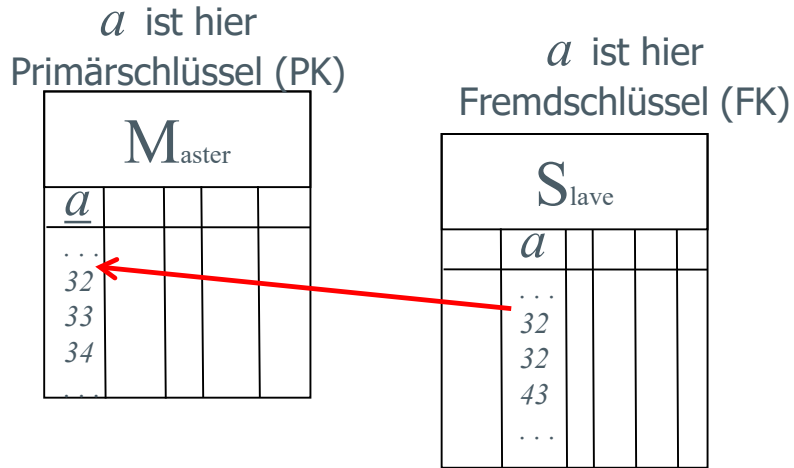 a ist hier
Primärschlüssel (PK)
Master
a
. . .
32
33
34
. . .
a ist hier
Fremdschlüssel (FK)
Slave
a
. . .
32
32
43
. . .